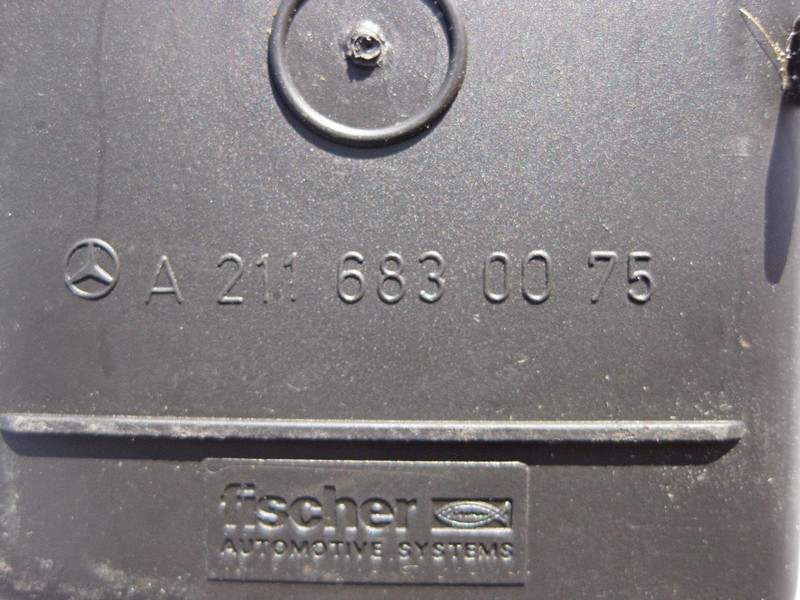 A 211 683 00 75
fischer
AUTOMOTIVE SYSTEMS